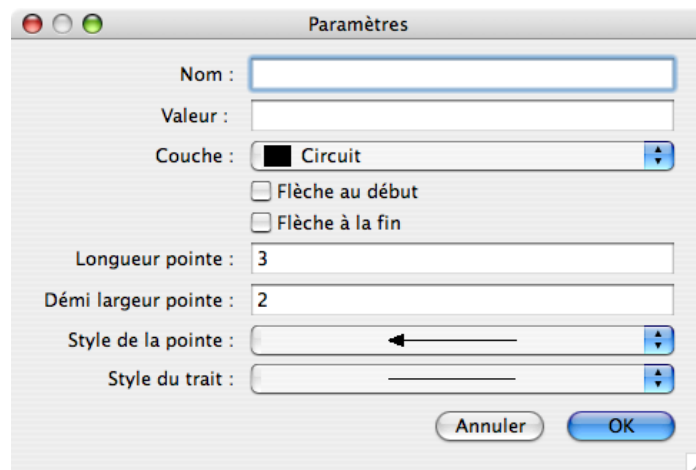 Paramètres
Nom :
Valeur :
Couche : Circuit
Flèche au début
Flèche à la fin
Longueur pointe : 3
Démi largeur pointe : 2
Style de la pointe :
Style du trait :
Annuler OK